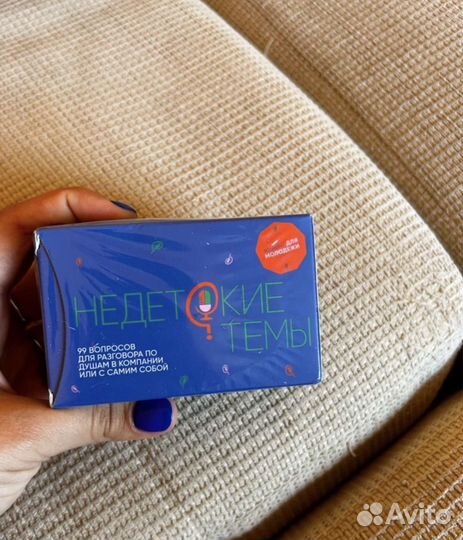 для
молодежи
НЕДЕТСКИЕ
ТЕМЫ
99 ВОПРОСОВ
ДЛЯ РАЗГОВОРА ПО
ДУШАМ В КОМПАНИИ
ИЛИ С САМИМ СОБОЙ
Avito